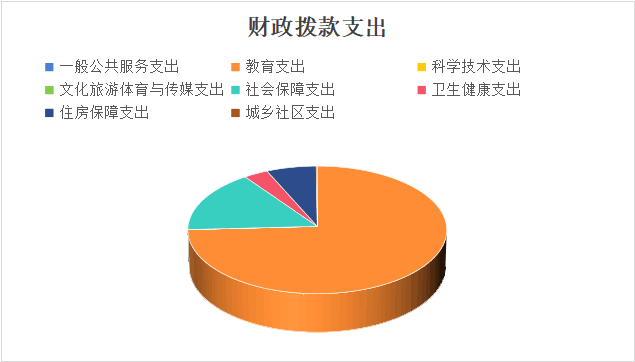 财政拨款支出
一般公共服务支出 教育支出 科学技术支出
文化旅游体育与传媒支出 社会保障支出 卫生健康支出
住房保障支出 城乡社区支出